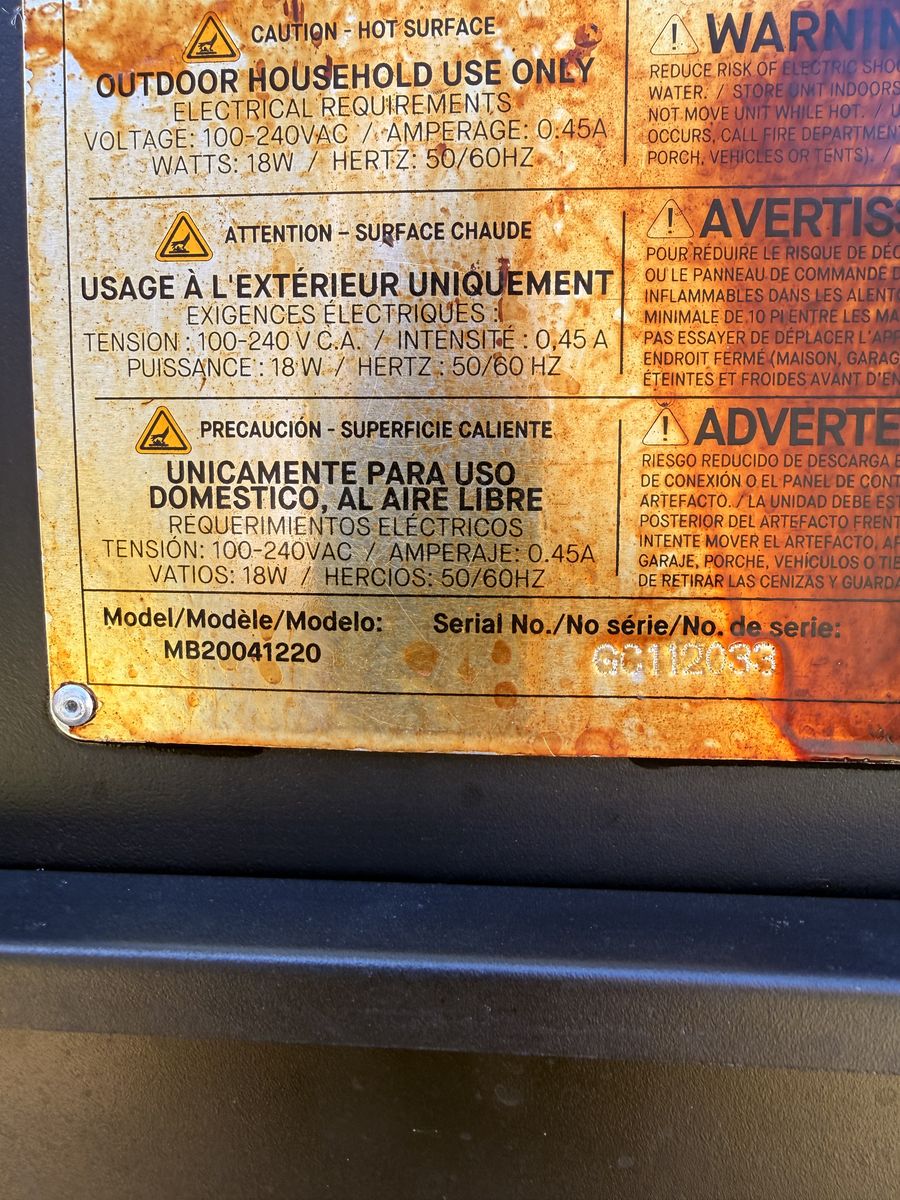 CAUTION - HOT SURFACE
OUTDOOR HOUSEHOLD USE ONLY
ELECTRICAL REQUIREMENTS
VOLTAGE: 100-240VAC / AMPERAGE: 0.45A
WATTS: 18W / HERTZ: 50/60HZ
REDUCE RISK OF ELECTRIC
WATER. / STORE UNIT INDOORS
NOT MOVE UNIT WHILE HOT. /
OCCURS, CALL FIRE
PORCH, VEHICLES OR TENTS). /
ATTENTION – SURFACE CHAUDE
USAGE À L'EXTÉRIEUR UNIQUEMENT
EXIGENCES ÉLECTRIQUES :
TENSION : 100-240 V C.A. / INTENSITÉ : 0,45 A
PUISSANCE : 18 W / HERTZ : 50/60 HZ
POUR RÉDUIRE LE RISQUE DE
OU LE PANNEAU DE COMMANDE
INFLAMMABLES DANS LES
MINIMALE DE 10 PI ENTRE LES
PAS ESSAYER DE DÉPLACER
ENDROIT FERMÉ (MAISON,
ÉTEINTES ET FROIDES AVANT
PRECAUCIÓN - SUPERFICIE CALIENTE
UNICAMENTE PARA USO
DOMÉSTICO, AL AIRE LIBRE
REQUERIMIENTOS ELÉCTRICOS
TENSIÓN: 100-240VAC / AMPERAJE: 0.45A
VATIOS: 18W / HERCIOS: 50/60HZ
RIESGO REDUCIDO DE DESCARGA
DE CONEXIÓN O EL PANEL DE
ARTEFACTO. / LA UNIDAD DEBE
POSTERIOR DEL ARTEFACTO
INTENTE MOVER EL ARTEFACTO,
GARAJE, PORCHE, VEHÍCULOS O
DE RETIRAR LAS CENIZAS Y
Model/Modèle/Modelo:
MB20041220
Serial No./No série/No. de serie: